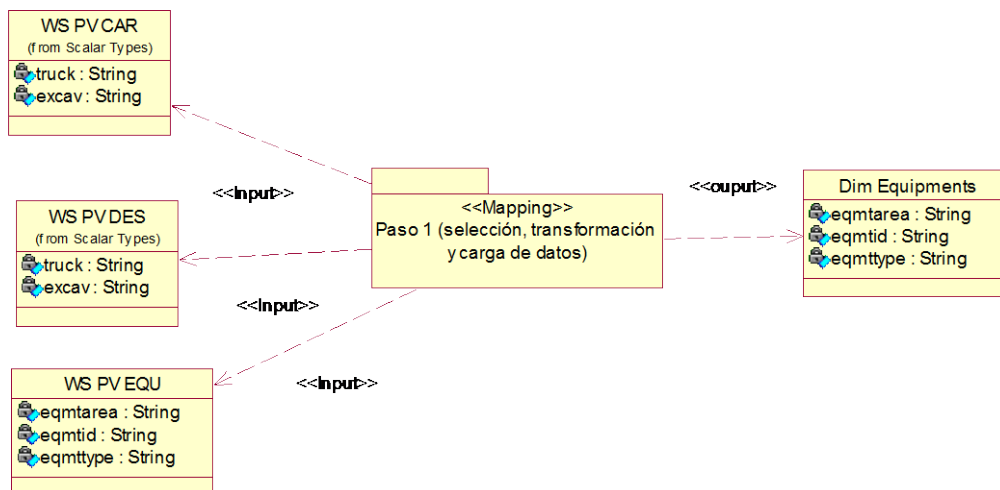 WS PV CAR
(from Scalar Types)
truck : String
excav : String
<<input>>
WS PV DES
(from Scalar Types)
truck : String
excav : String
<<input>>
WS PV EQU
eqmtarea : String
eqmtid : String
eqmttype : String
<<input>>
<<Mapping>>
Paso 1 (selección, transformación
y carga de datos)
<<ouput>>
Dim Equipments
eqmtarea : String
eqmtid : String
eqmttype : String